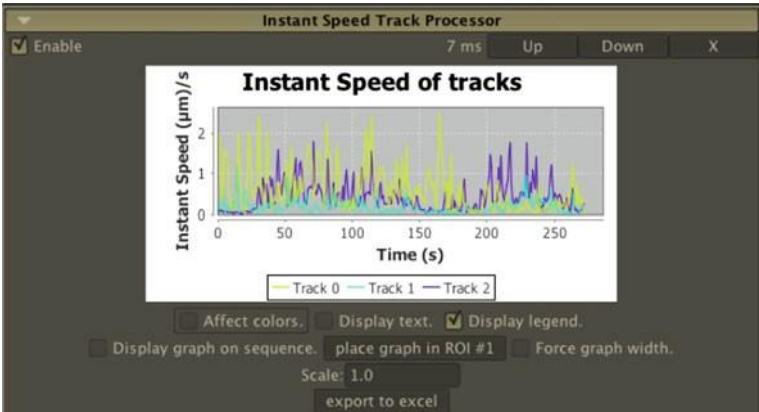 Instant Speed Track Processor
Enable 7 ms Up Down X
Instant Speed of tracks
Instant Speed (µm)/s
2
1
0
0 50 100 150 200 250
Time (s)
Track 0 Track 1 Track 2
Affect colors. Display text. Display legend.
Display graph on sequence. place graph in ROI #1 Force graph width.
Scale: 1.0
export to excel